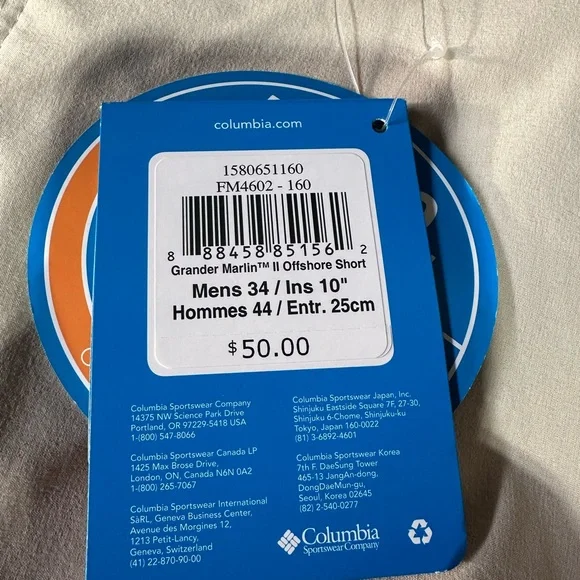 columbia.com
1580651160
FM4602 - 160
8 88458 85156 2
Grander Marlin™ II Offshore Short
Mens 34 / Ins 10"
Hommes 44 / Entr. 25cm
$50.00
Columbia Sportswear Company
14375 NW Science Park Drive
Portland, OR 97229-5418 USA
1-(800) 547-8066
Columbia Sportswear Canada LP
1425 Max Brose Drive,
London, ON, Canada N6N 0A2
1-(800) 265-7067
Columbia Sportswear International
SàRL, Geneva Business Center,
Avenue des Morgines 12,
1213 Petit-Lancy,
Geneva, Switzerland
(41) 22-870-90-00
Columbia Sportswear Japan, Inc.
Shinjuku Eastside Square 7F, 27-30,
Shinjuku 6-Chome, Shinjuku-ku
Tokyo, Japan 160-0022
(81) 3-6892-4601
Columbia Sportswear Korea
7th F. DaeSung Tower
465-13 JangAn-dong,
DongDaeMun-gu,
Seoul, Korea 02645
(82) 2-540-0277
Columbia
Sportswear Company